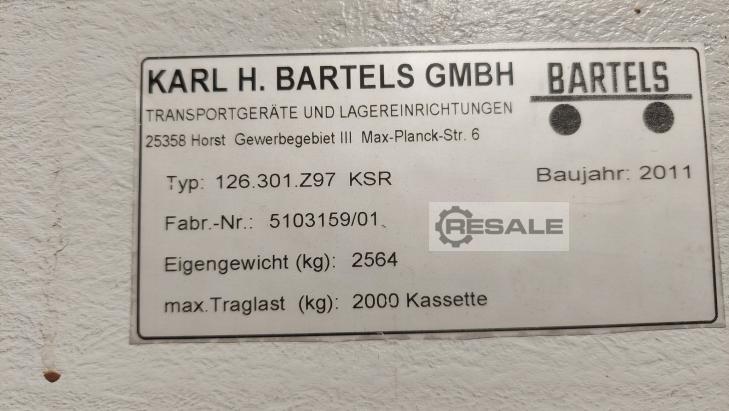 KARL H. BARTELS GMBH
BARTELS
TRANSPORTGERÄTE UND LAGEREINRICHTUNGEN
25358 Horst Gewerbegebiet III Max-Planck-Str. 6
Typ: 126.301.Z97 KSR
Baujahr: 2011
Fabr.-Nr.: 5103159/01
RESALE
Eigengewicht (kg): 2564
max.Traglast (kg): 2000 Kassette